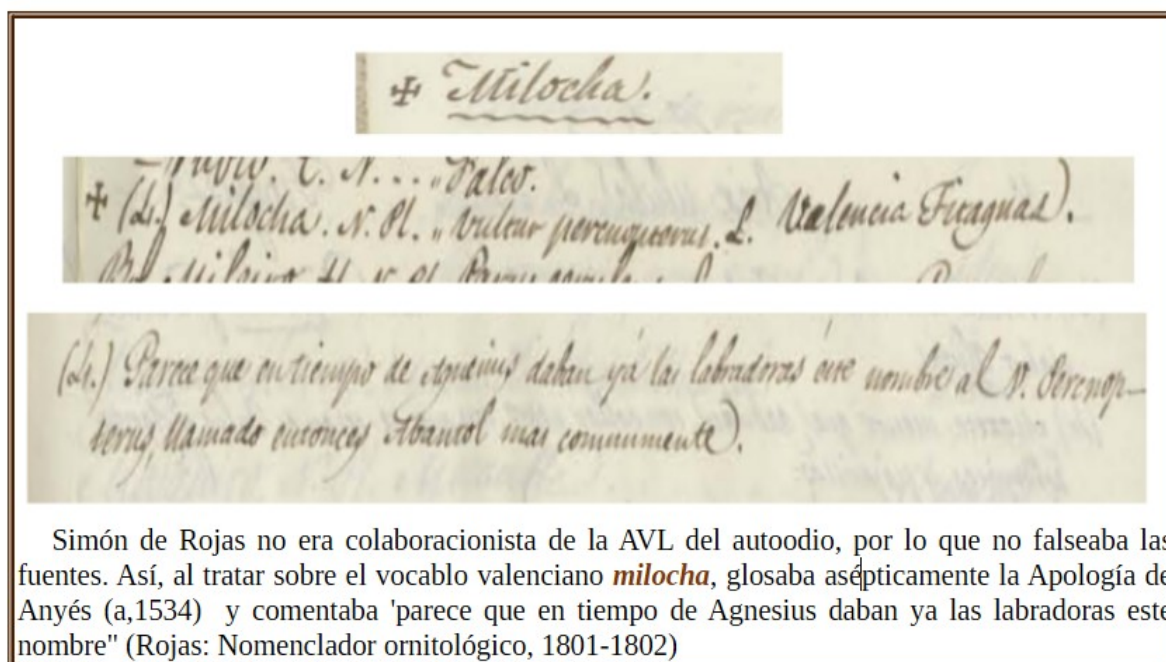 ✠ Milocha.
N. . . . „ Falco.
✠ (4.) Milocha. N. Pl. „ Vultur percnopterus. L. Valencia Ficagnas).
(4.) Parece que en tiempo de Agnesius daban ya las labradoras este nombre al V. Percnop-
terus, llamado entonces Abantol mas comunmente).
Simón de Rojas no era colaboracionista de la AVL del autoodio, por lo que no falseaba las
fuentes. Así, al tratar sobre el vocablo valenciano milocha, glosaba asépticamente la Apología de
Anyés (a,1534) y comentaba 'parece que en tiempo de Agnesius daban ya las labradoras este
nombre" (Rojas: Nomenclador ornitológico, 1801-1802)